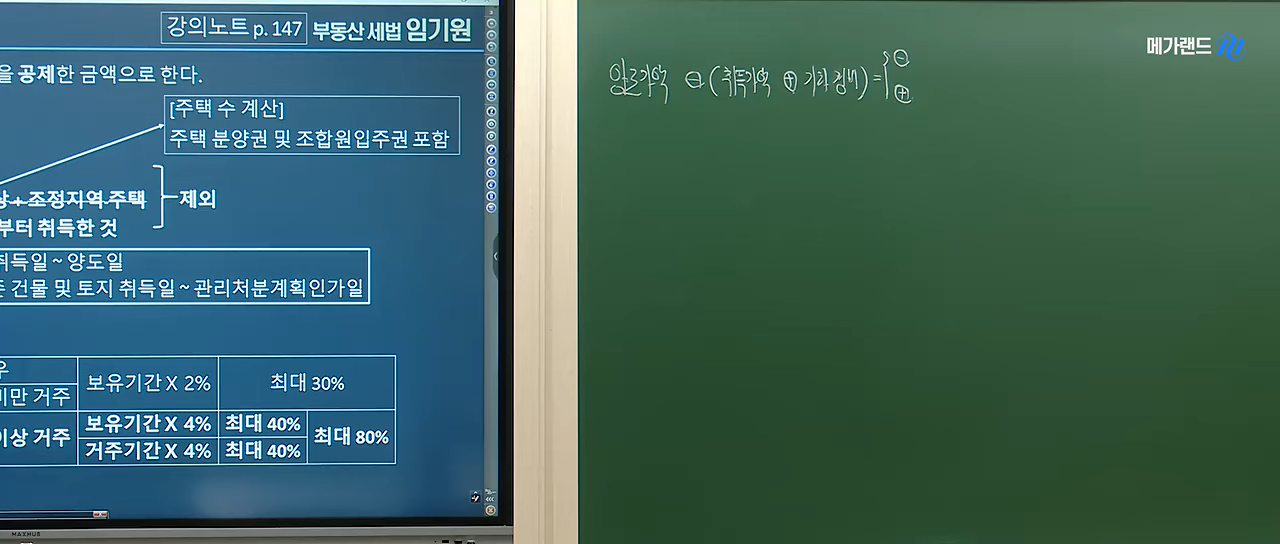 강의노트 p. 147 부동산 세법 임기원
을 공제한 금액으로 한다.
[주택 수 계산]
주택 분양권 및 조합원입주권 포함
상 + 조정지역 주택
제외
부터 취득한 것
취득일 ~ 양도일
존 건물 및 토지 취득일 ~ 관리처분계획인가일
우
미만 거주
보유기간 X 2% 최대 30%
이상 거주
보유기간 X 4% 최대 40%
거주기간 X 4% 최대 40%
최대 80%
MAXHUB
메가랜드
양도가액 ⊖ (취득가액 ⊕ 기타경비) = { ⊖
⊕